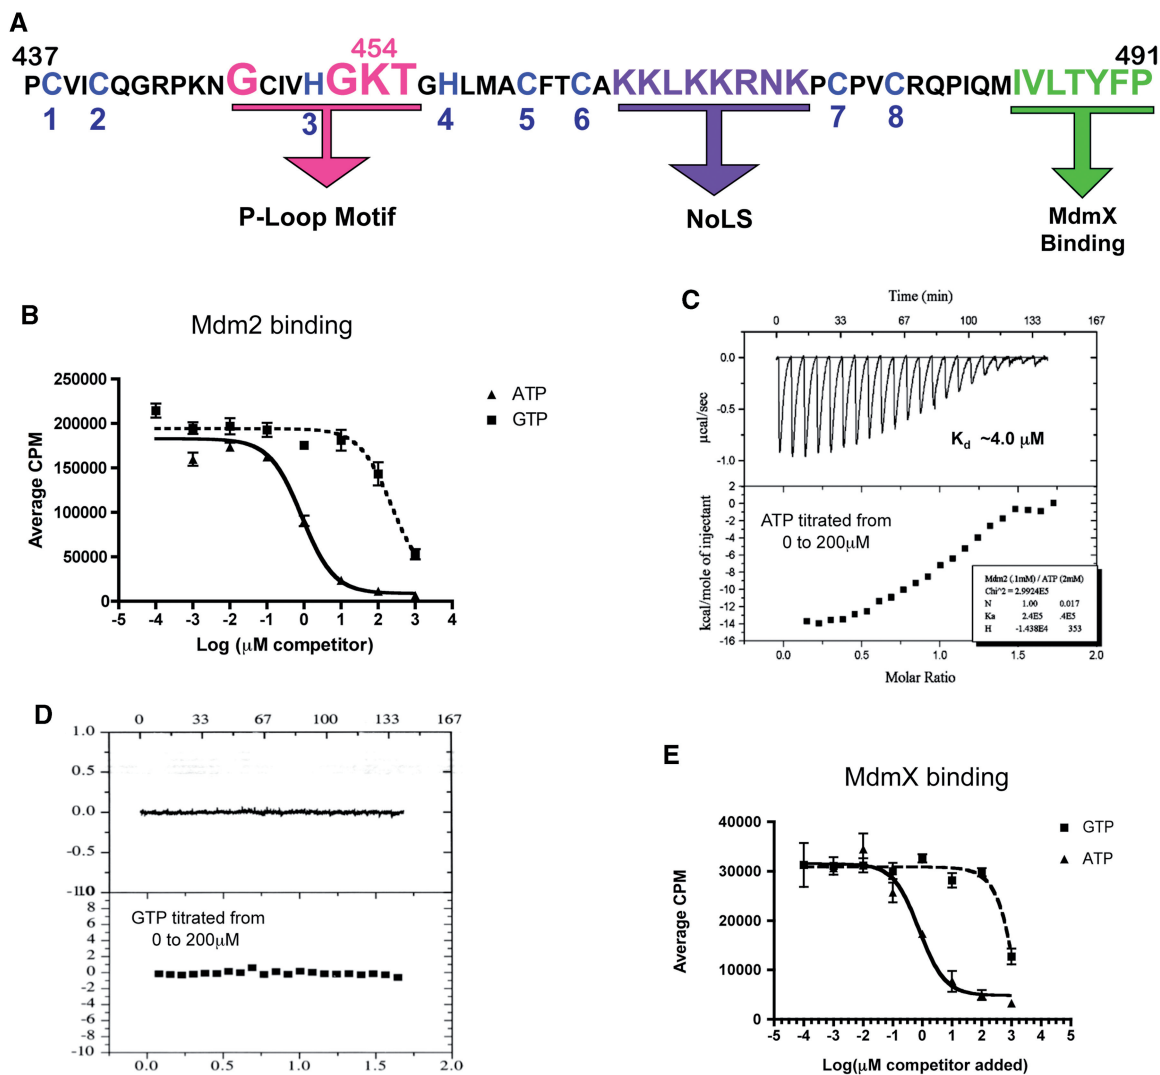 A
437
454
491
PCVICQGRPKNGCIVHGKTGHLMACFTCAKKLKKRNKPCPVCRQPIQMIVLTYFP
1 2 3 4 5 6 7 8
P-Loop Motif
NoLS
MdmX
Binding
B
Mdm2 binding
250000
200000
150000
100000
50000
0
Average CPM
-5 -4 -3 -2 -1 0 1 2 3 4
Log (μM competitor)
ATP
GTP
C
Time (min)
0 33 67 100 133 167
0.0
-0.5
-1.0
μcal/sec
Kd ~4.0 μM
2
0
-2
-4
-6
-8
-10
-12
-14
-16
kcal/mole of injectant
ATP titrated from
0 to 200μM
Mdm2 (.1mM) / ATP (2mM)
Chi^2 = 2.9924E5
N 1.00 0.017
Ka 2.4E5 .4E5
H -1.438E4 353
0.0 0.5 1.0 1.5 2.0
Molar Ratio
D
0 33 67 100 133 167
1.0
0.5
0.0
-0.5
-110
8
6
4
2
0
-2
-4
-6
-8
-10
GTP titrated from
0 to 200μM
0.0 0.5 1.0 1.5 2.0
E
MdmX binding
40000
30000
20000
10000
0
Average CPM
-5 -4 -3 -2 -1 0 1 2 3 4 5
Log(μM competitor added)
GTP
ATP